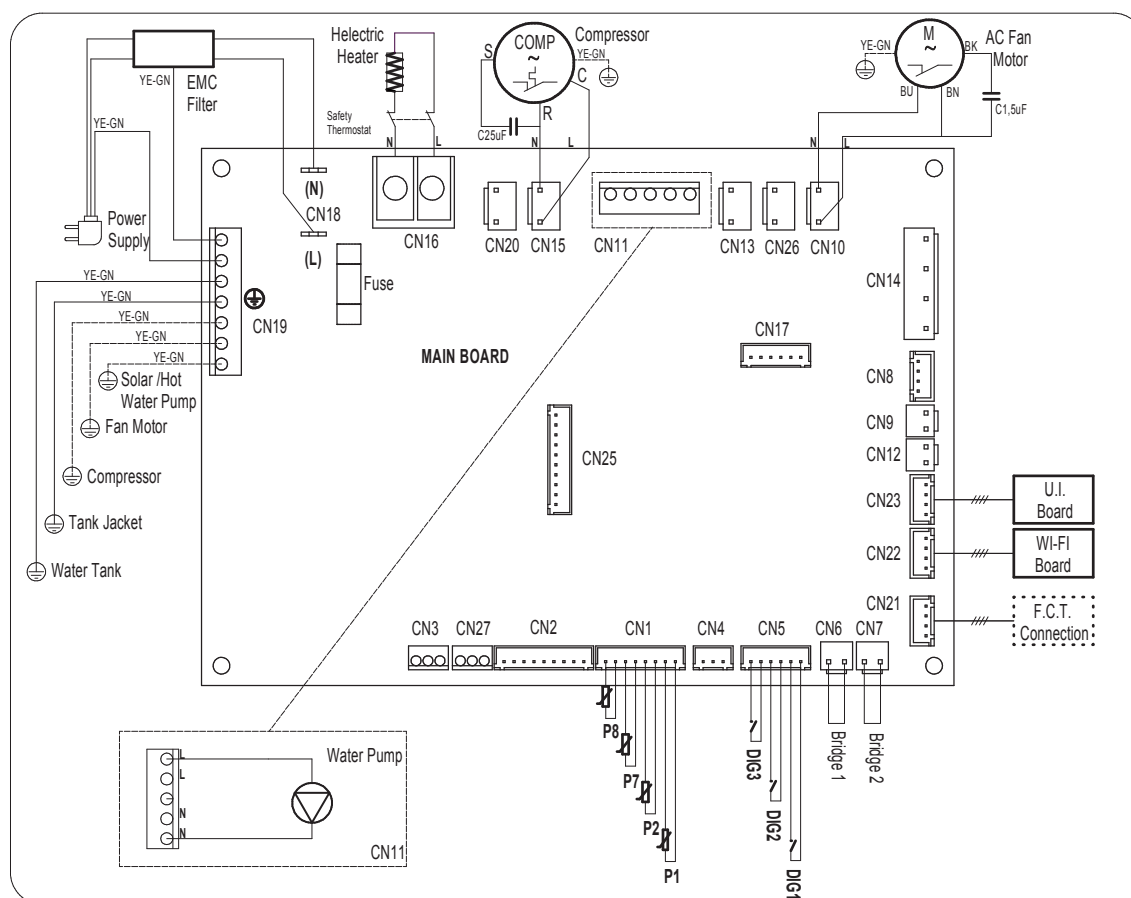 YE-GN
EMC
Filter
YE-GN
YE-GN
Power
Supply
Helectric
Heater
Safety
Thermostat
N
L
S
COMP
~
Compressor
YE-GN
C
R
C25uF
N
L
M
~
YE-GN
BK
AC Fan
Motor
BU
BN
C1,5uF
N
L
(N)
CN18
(L)
CN16
CN20
CN15
CN11
CN13
CN26
CN10
Fuse
CN19
YE-GN
YE-GN
YE-GN
YE-GN
YE-GN
Solar /Hot
Water Pump
Fan Motor
Compressor
Tank Jacket
Water Tank
MAIN BOARD
CN17
CN25
CN14
CN8
CN9
CN12
CN23
U.I.
Board
CN22
WI-FI
Board
CN21
F.C.T.
Connection
CN3
CN27
CN2
CN1
CN4
CN5
CN6
CN7
P8
P7
P2
P1
DIG3
DIG2
DIG1
Bridge 1
Bridge 2
L
L
N
N
Water Pump
CN11